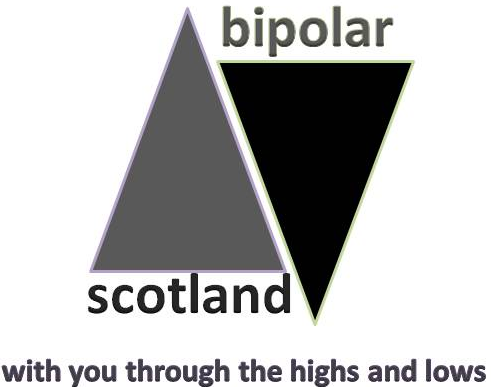 bipolar
scotland
with you through the highs and lows